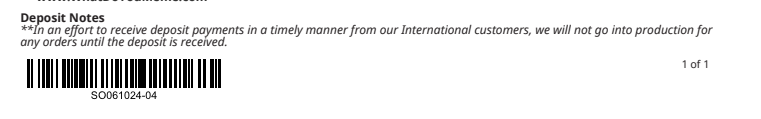 Deposit Notes
**In an effort to receive deposit payments in a timely manner from our International customers, we will not go into production for
any orders until the deposit is received.
1 of 1
SO061024-04